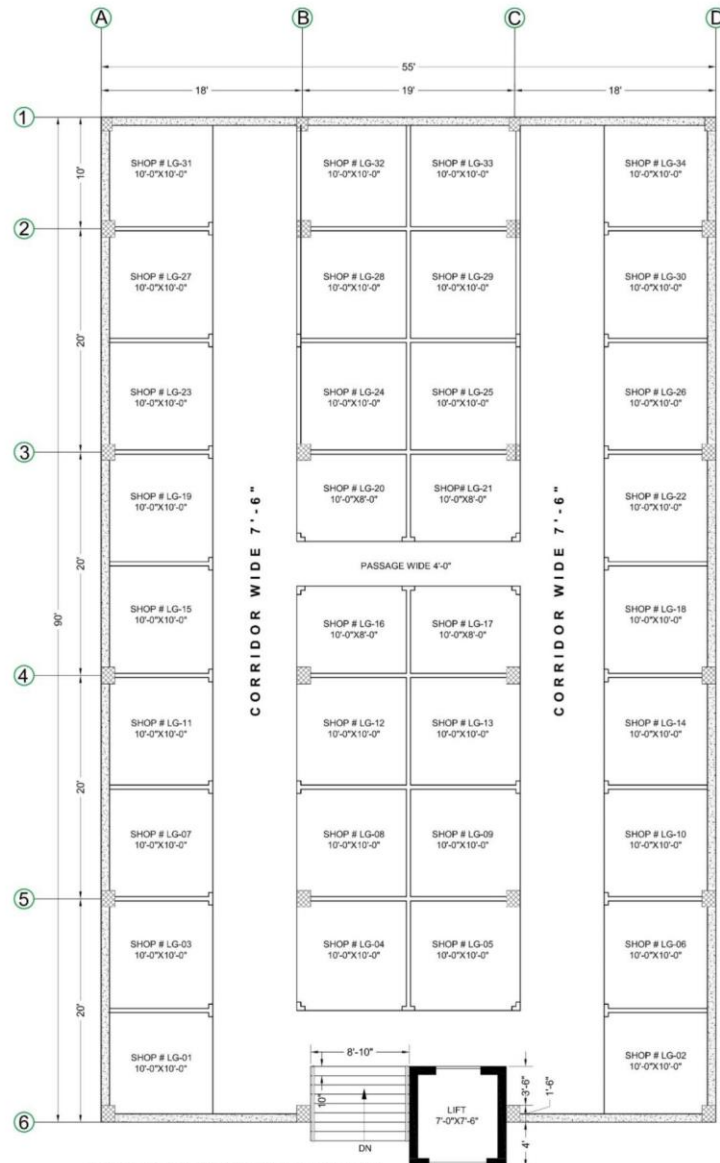 A
B
C
D
55'
18'
19'
18'
1
10'
SHOP # LG-31
10'-0"X10'-0"
SHOP # LG-32
10'-0"X10'-0"
SHOP # LG-33
10'-0"X10'-0"
SHOP # LG-34
10'-0"X10'-0"
2
SHOP # LG-27
10'-0"X10'-0"
SHOP # LG-28
10'-0"X10'-0"
SHOP # LG-29
10'-0"X10'-0"
SHOP # LG-30
10'-0"X10'-0"
20'
SHOP # LG-23
10'-0"X10'-0"
SHOP # LG-24
10'-0"X10'-0"
SHOP # LG-25
10'-0"X10'-0"
SHOP # LG-26
10'-0"X10'-0"
3
SHOP # LG-19
10'-0"X10'-0"
SHOP # LG-20
10'-0"X8'-0"
SHOP# LG-21
10'-0"X8'-0"
SHOP # LG-22
10'-0"X10'-0"
CORRIDOR WIDE 7'-6"
CORRIDOR WIDE 7'-6"
20'
PASSAGE WIDE 4'-0"
90'
SHOP # LG-15
10'-0"X10'-0"
SHOP # LG-16
10'-0"X8'-0"
SHOP # LG-17
10'-0"X8'-0"
SHOP # LG-18
10'-0"X10'-0"
4
SHOP # LG-11
10'-0"X10'-0"
SHOP # LG-12
10'-0"X10'-0"
SHOP # LG-13
10'-0"X10'-0"
SHOP # LG-14
10'-0"X10'-0"
20'
SHOP # LG-07
10'-0"X10'-0"
SHOP # LG-08
10'-0"X10'-0"
SHOP # LG-09
10'-0"X10'-0"
SHOP # LG-10
10'-0"X10'-0"
5
SHOP # LG-03
10'-0"X10'-0"
SHOP # LG-04
10'-0"X10'-0"
SHOP # LG-05
10'-0"X10'-0"
SHOP # LG-06
10'-0"X10'-0"
20'
SHOP # LG-01
10'-0"X10'-0"
8'-10"
10"
SHOP # LG-02
10'-0"X10'-0"
3'-6"
1'-6"
6
LIFT
7'-0"X7'-6"
4'
DN